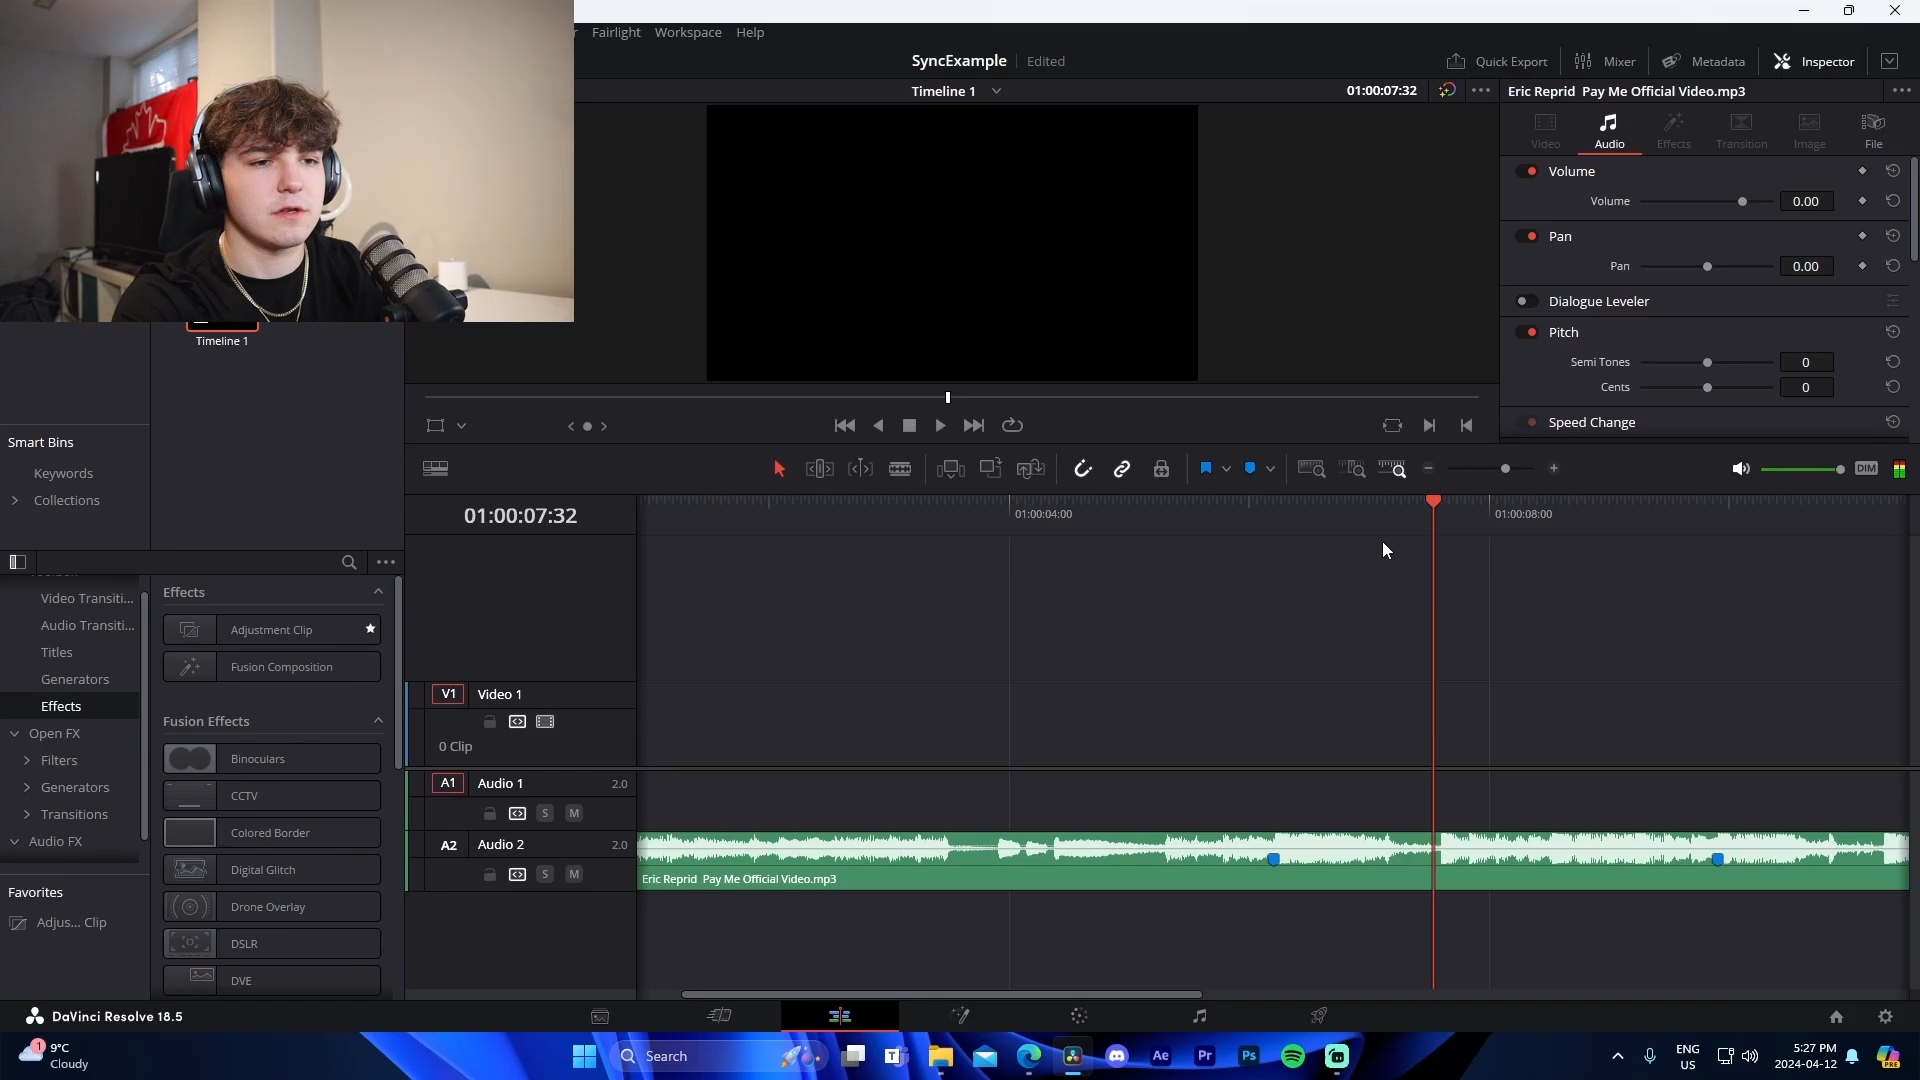 Fairlight Workspace Help
SyncExample Edited
Quick Export Mixer Metadata Inspector
Timeline 1 01:00:07:32
Eric Reprid Pay Me Official Video.mp3
Video Audio Effects Transition Image File
Volume
Volume 0.00
Pan
Pan 0.00
Dialogue Leveler
Pitch
Semi Tones 0
Cents 0
Speed Change
Timeline 1
Smart Bins
Keywords
Collections
DIM
01:00:07:32
01:00:04:00 01:00:08:00
Video Transiti...
Audio Transiti...
Titles
Generators
Effects
Open FX
Filters
Generators
Transitions
Audio FX
Favorites
Adjus... Clip
Effects
Adjustment Clip
Fusion Composition
Fusion Effects
Binoculars
CCTV
Colored Border
Digital Glitch
Drone Overlay
DSLR
DVE
V1 Video 1
0 Clip
A1 Audio 1 2.0
S M
A2 Audio 2 2.0
S M
Eric Reprid Pay Me Official Video.mp3
DaVinci Resolve 18.5
1
9°C
Cloudy
Search
Ae Pr Ps
ENG
US
5:27 PM
2024-04-12
PRE